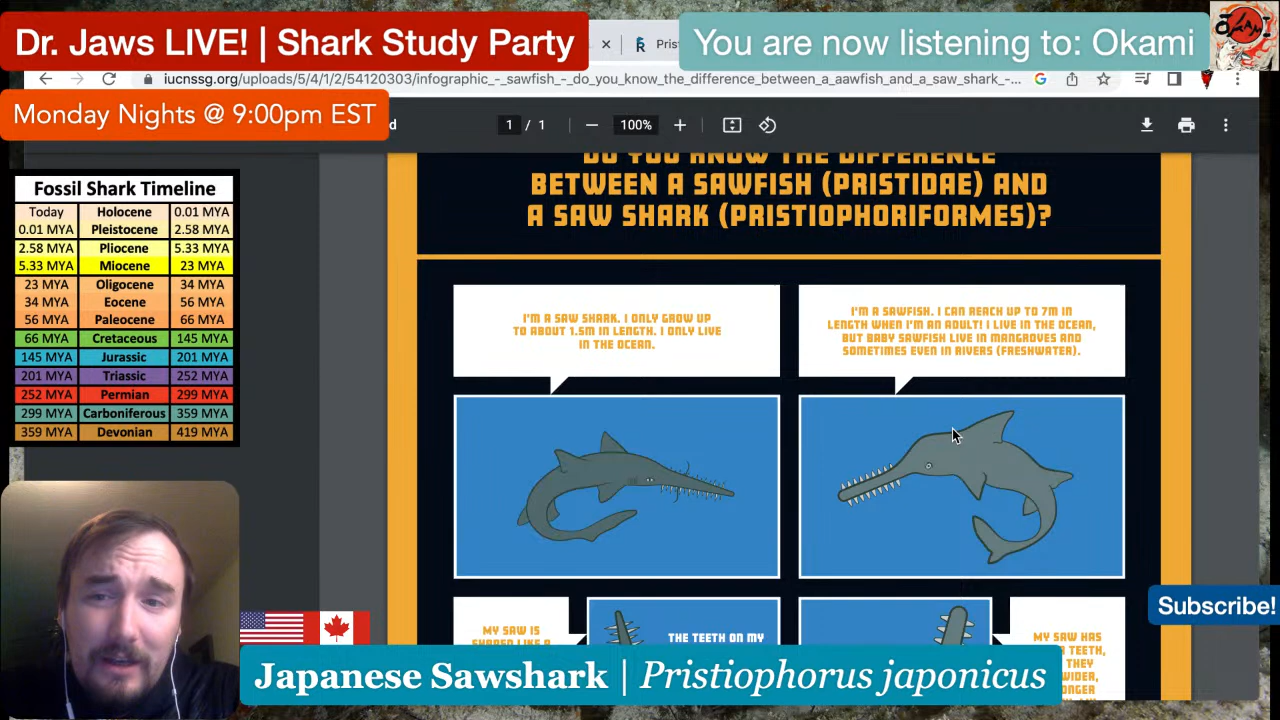 Dr. Jaws LIVE! | Shark Study Party
You are now listening to: Okami
Monday Nights @ 9:00pm EST
iucnssg.org/uploads/5/4/1/2/54120303/infographic_-_sawfish_-_do_you_know_the_difference_between_a_aawfish_and_a_saw_shark_-...
1 / 1
100%
Fossil Shark Timeline
Today Holocene 0.01 MYA
0.01 MYA Pleistocene 2.58 MYA
2.58 MYA Pliocene 5.33 MYA
5.33 MYA Miocene 23 MYA
23 MYA Oligocene 34 MYA
34 MYA Eocene 56 MYA
56 MYA Paleocene 66 MYA
66 MYA Cretaceous 145 MYA
145 MYA Jurassic 201 MYA
201 MYA Triassic 252 MYA
252 MYA Permian 299 MYA
299 MYA Carboniferous 359 MYA
359 MYA Devonian 419 MYA
DO YOU KNOW THE DIFFERENCE
BETWEEN A SAWFISH (PRISTIDAE) AND
A SAW SHARK (PRISTIOPHORIFORMES)?
I'M A SAW SHARK. I ONLY GROW UP
TO ABOUT 1.5M IN LENGTH. I ONLY LIVE
IN THE OCEAN.
I'M A SAWFISH. I CAN REACH UP TO 7M IN
LENGTH WHEN I'M AN ADULT! I LIVE IN THE OCEAN,
BUT BABY SAWFISH LIVE IN MANGROVES AND
SOMETIMES EVEN IN RIVERS (FRESHWATER).
MY SAW IS
SHAPED LIKE A
THE TEETH ON MY
MY SAW HAS
TEETH,
THEY
Subscribe!
Japanese Sawshark | Pristiophorus japonicus